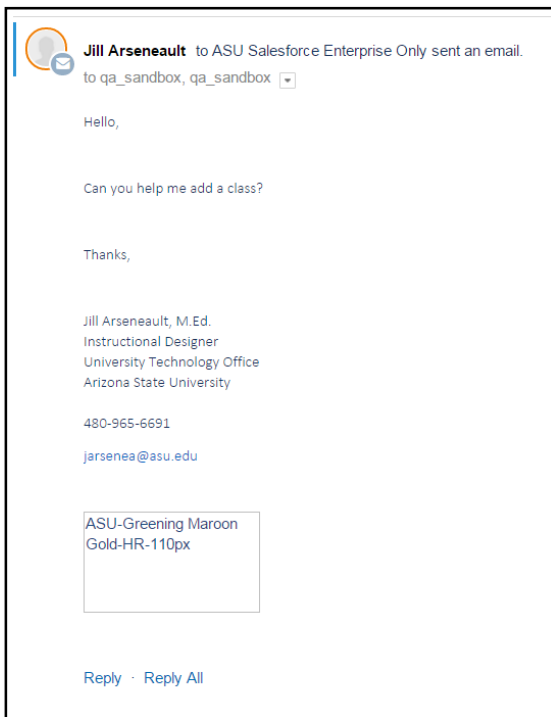 Jill Arseneault to ASU Salesforce Enterprise Only sent an email.
to qa_sandbox, qa_sandbox
Hello,
Can you help me add a class?
Thanks,
Jill Arseneault, M.Ed.
Instructional Designer
University Technology Office
Arizona State University
480-965-6691
jarsenea@asu.edu
ASU-Greening Maroon
Gold-HR-110px
Reply · Reply All